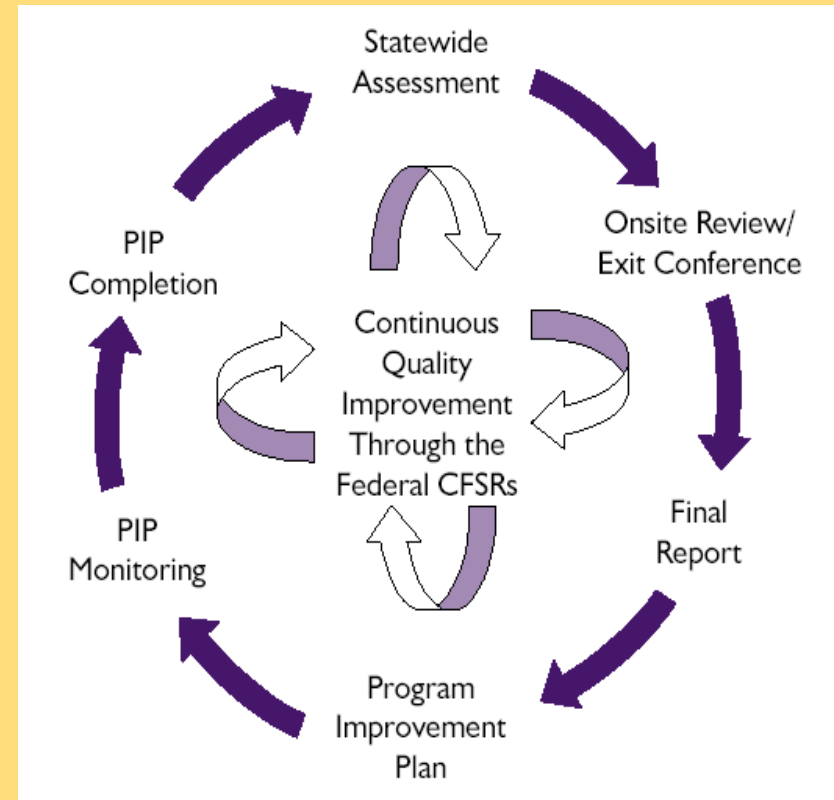 Statewide
Assessment
Onsite Review/
Exit Conference
Final
Report
Program
Improvement
Plan
PIP
Monitoring
PIP
Completion
Continuous
Quality
Improvement
Through the
Federal CFSRs